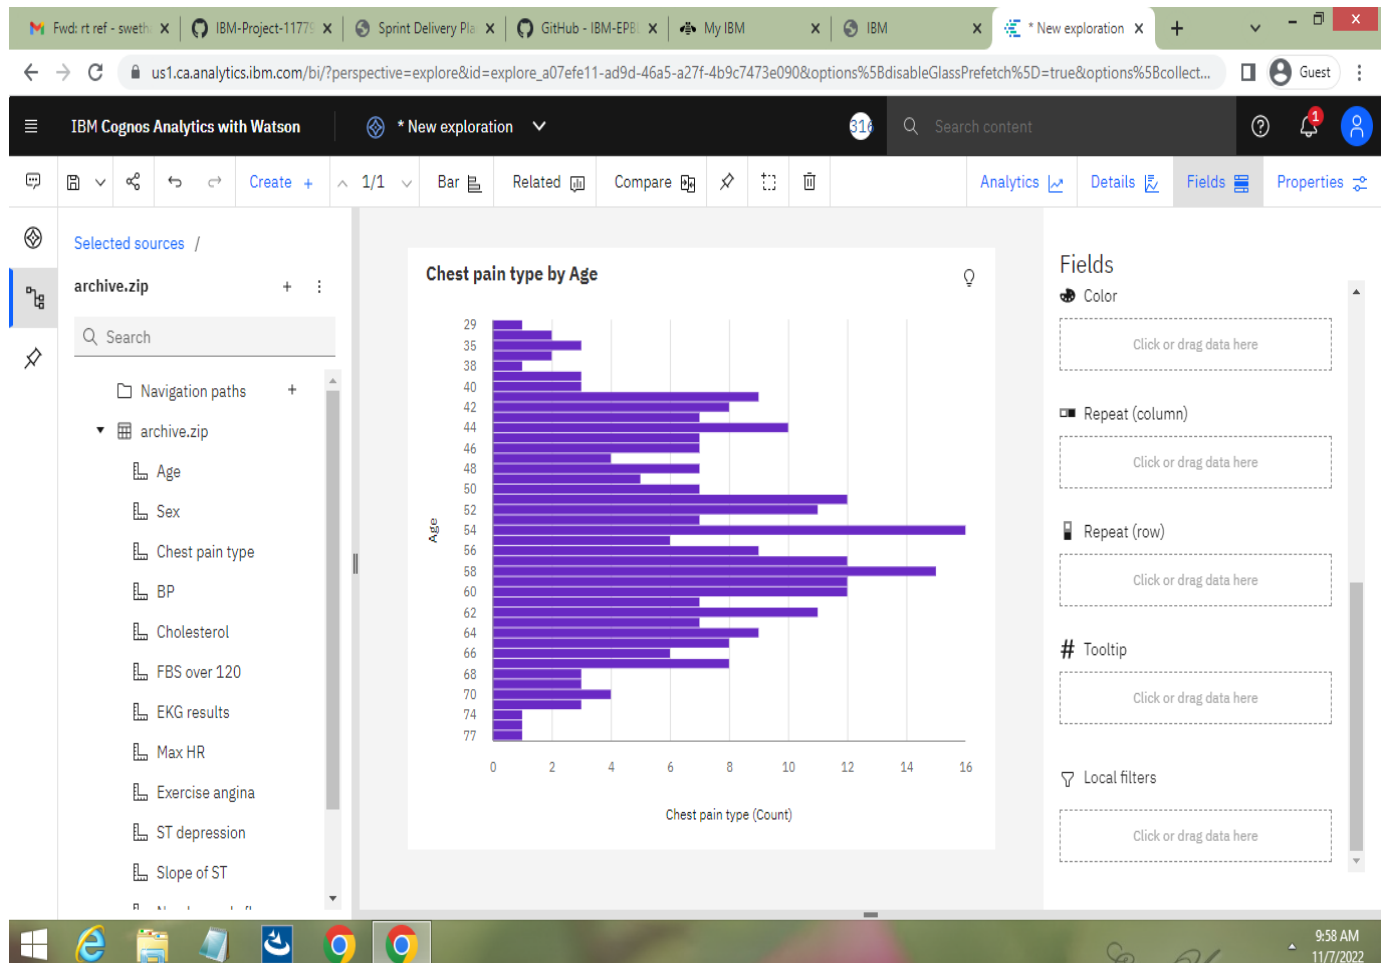 Fwd: rt ref - sweth
IBM-Project-11779
Sprint Delivery Pla
GitHub - IBM-EPBL
My IBM
IBM
* New exploration
us1.ca.analytics.ibm.com/bi/?perspective=explore&id=explore_a07efe11-ad9d-46a5-a27f-4b9c7473e090&options%5BdisableGlassPrefetch%5D=true&options%5Bcollect...
Guest
IBM Cognos Analytics with Watson
* New exploration
316
Search content
1
Create +
1/1
Bar
Related
Compare
Analytics
Details
Fields
Properties
Selected sources /
archive.zip
Search
Navigation paths
archive.zip
Age
Sex
Chest pain type
BP
Cholesterol
FBS over 120
EKG results
Max HR
Exercise angina
ST depression
Slope of ST
Chest pain type by Age
Age
29
35
38
40
42
44
46
48
50
52
54
56
58
60
62
64
66
68
70
74
77
0 2 4 6 8 10 12 14 16
Chest pain type (Count)
Fields
Color
Click or drag data here
Repeat (column)
Click or drag data here
Repeat (row)
Click or drag data here
# Tooltip
Click or drag data here
Local filters
Click or drag data here
9:58 AM
11/7/2022